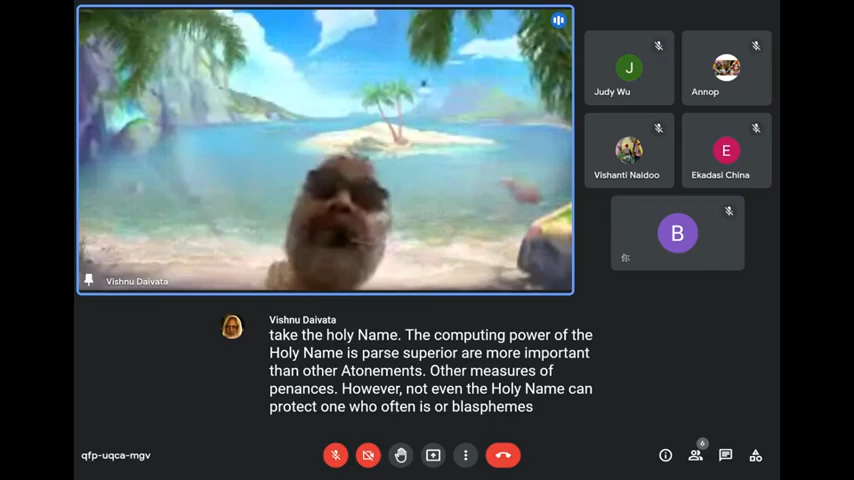 Vishnu Daivata
J
Judy Wu
Annop
Vishanti Naidoo
E
Ekadasi China
B
你
Vishnu Daivata
take the holy Name. The computing power of the
Holy Name is parse superior are more important
than other Atonements. Other measures of
penances. However, not even the Holy Name can
protect one who often is or blasphemes
qfp-uqca-mgv
6